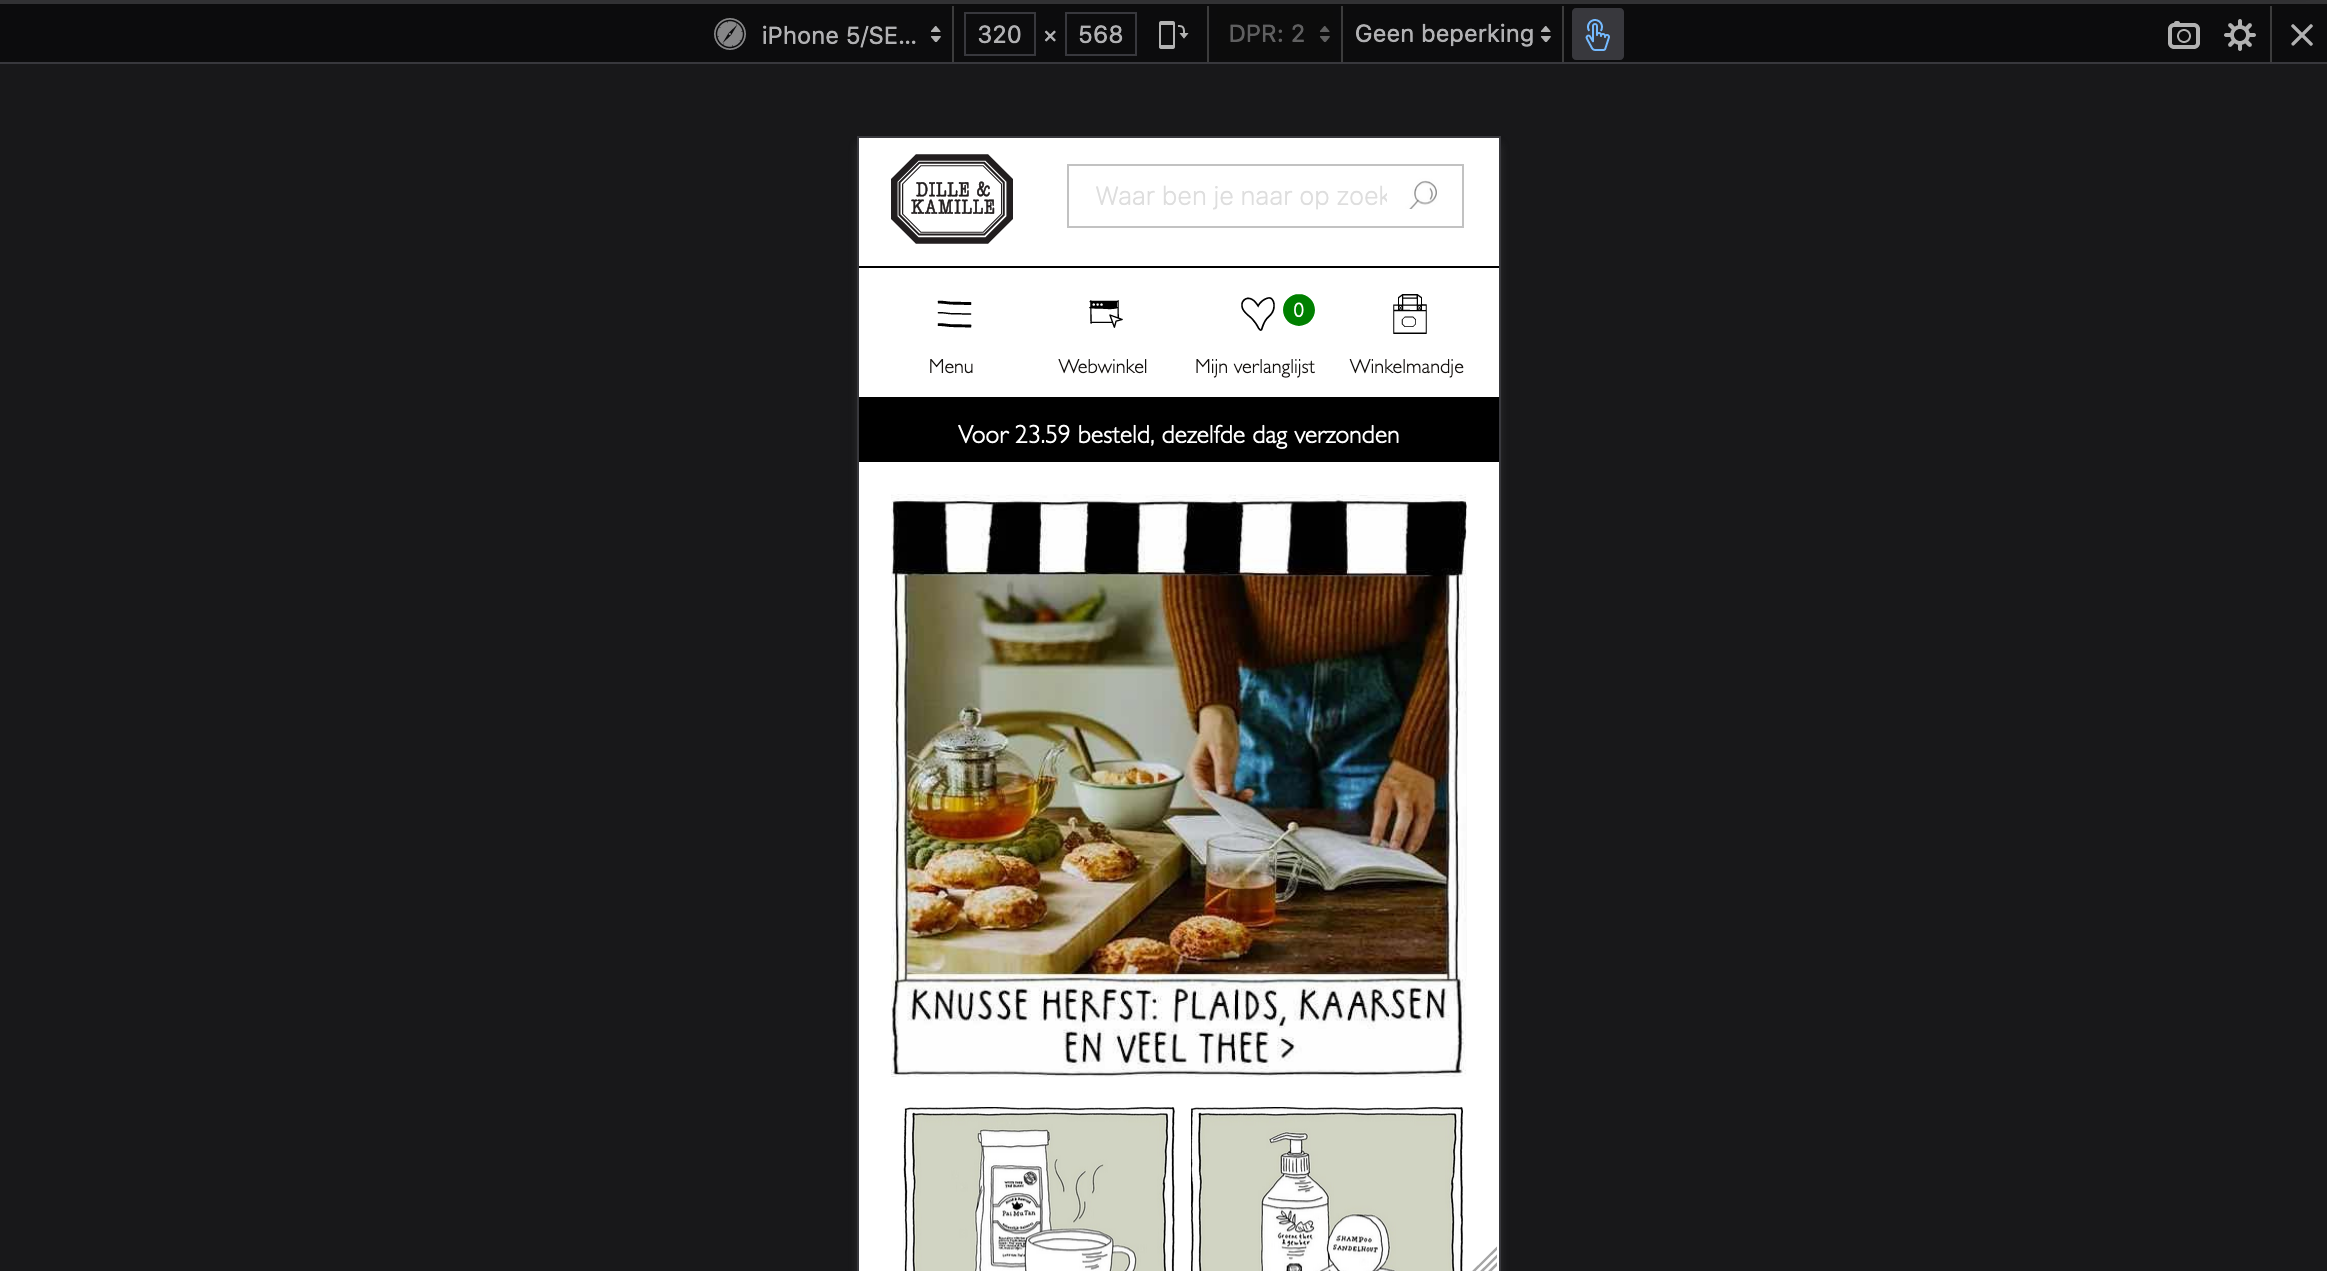 iPhone 5/SE... 320 × 568 DPR: 2 Geen beperking
DILLE &
KAMILLE
Waar ben je naar op zoek
0
Menu Webwinkel Mijn verlanglijst Winkelmandje
Voor 23.59 besteld, dezelfde dag verzonden
KNUSSE HERFST: PLAIDS, KAARSEN
EN VEEL THEE >
Pai Mu Tan
Groene thee
& gember
SHAMPOO
SANDELHOUT